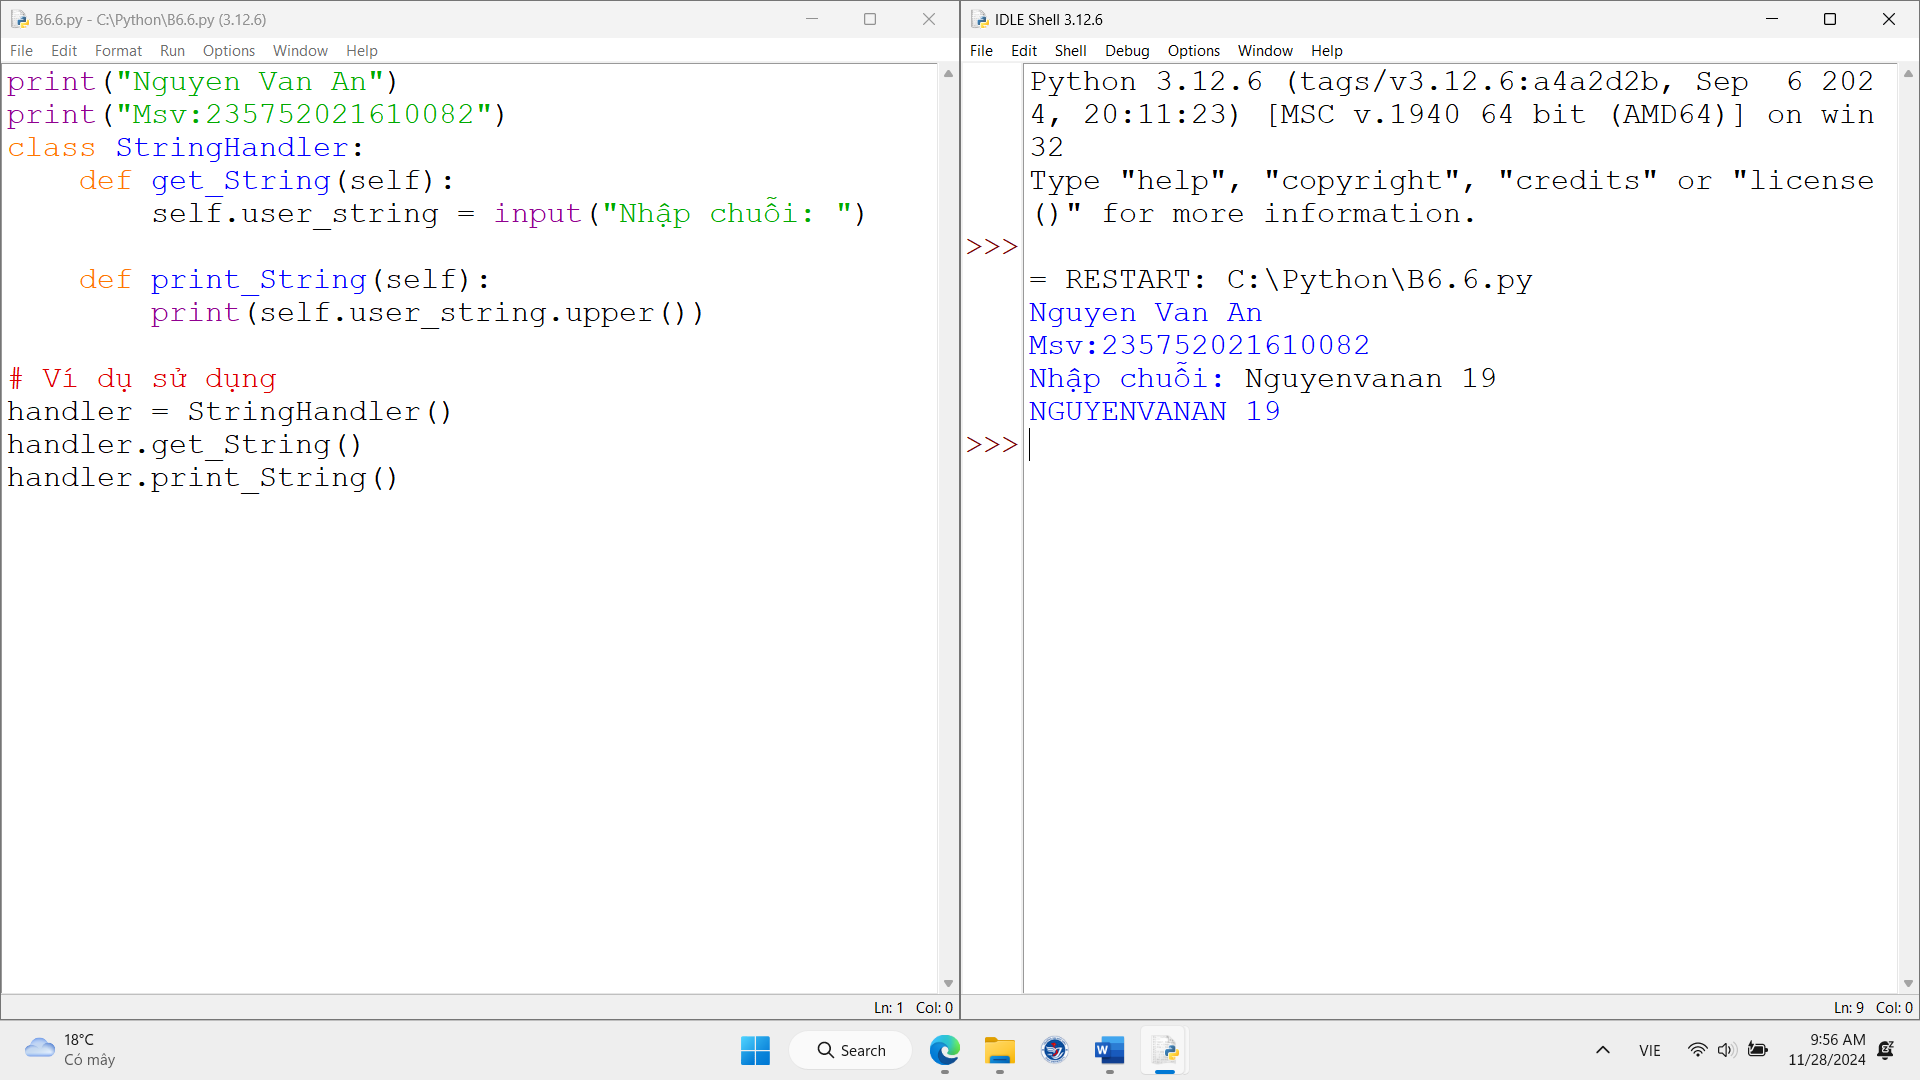 B6.6.py - C:\Python\B6.6.py (3.12.6)
File Edit Format Run Options Window Help
print("Nguyen Van An")
print("Msv:235752021610082")
class StringHandler:
    def get_String(self):
        self.user_string = input("Nhập chuỗi: ")
    def print_String(self):
        print(self.user_string.upper())
# Ví dụ sử dụng
handler = StringHandler()
handler.get_String()
handler.print_String()
Ln: 1 Col: 0
IDLE Shell 3.12.6
File Edit Shell Debug Options Window Help
Python 3.12.6 (tags/v3.12.6:a4a2d2b, Sep  6 202
4, 20:11:23) [MSC v.1940 64 bit (AMD64)] on win
32
Type "help", "copyright", "credits" or "license
()" for more information.
>>>
= RESTART: C:\Python\B6.6.py
Nguyen Van An
Msv:235752021610082
Nhập chuỗi: Nguyenvanan 19
NGUYENVANAN 19
>>>
Ln: 9 Col: 0
18°C
Có mây
Search
VIE
9:56 AM
11/28/2024